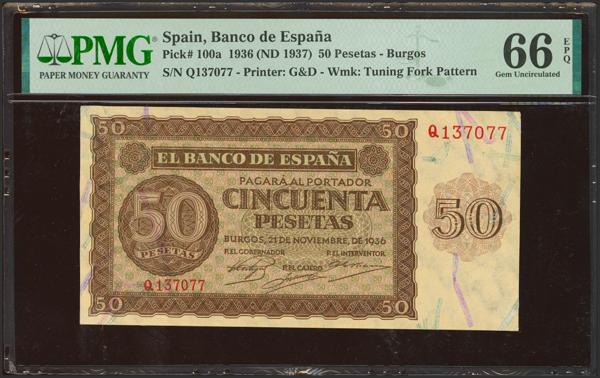 PMG
PAPER MONEY GUARANTY
Spain, Banco de España
Pick# 100a 1936 (ND 1937) 50 Pesetas - Burgos
S/N Q137077 - Printer: G&D - Wmk: Tuning Fork Pattern
66 EPQ
Gem Uncirculated
50 50
Q137077
EL BANCO DE ESPAÑA
PAGARÁ AL PORTADOR
CINCUENTA
PESETAS
50
PESETAS
50
BURGOS, 21 DE NOVIEMBRE, DE 1936
P.EL GOBERNADOR P.EL CAJERO P.EL INTERVENTOR
Q137077
50 50